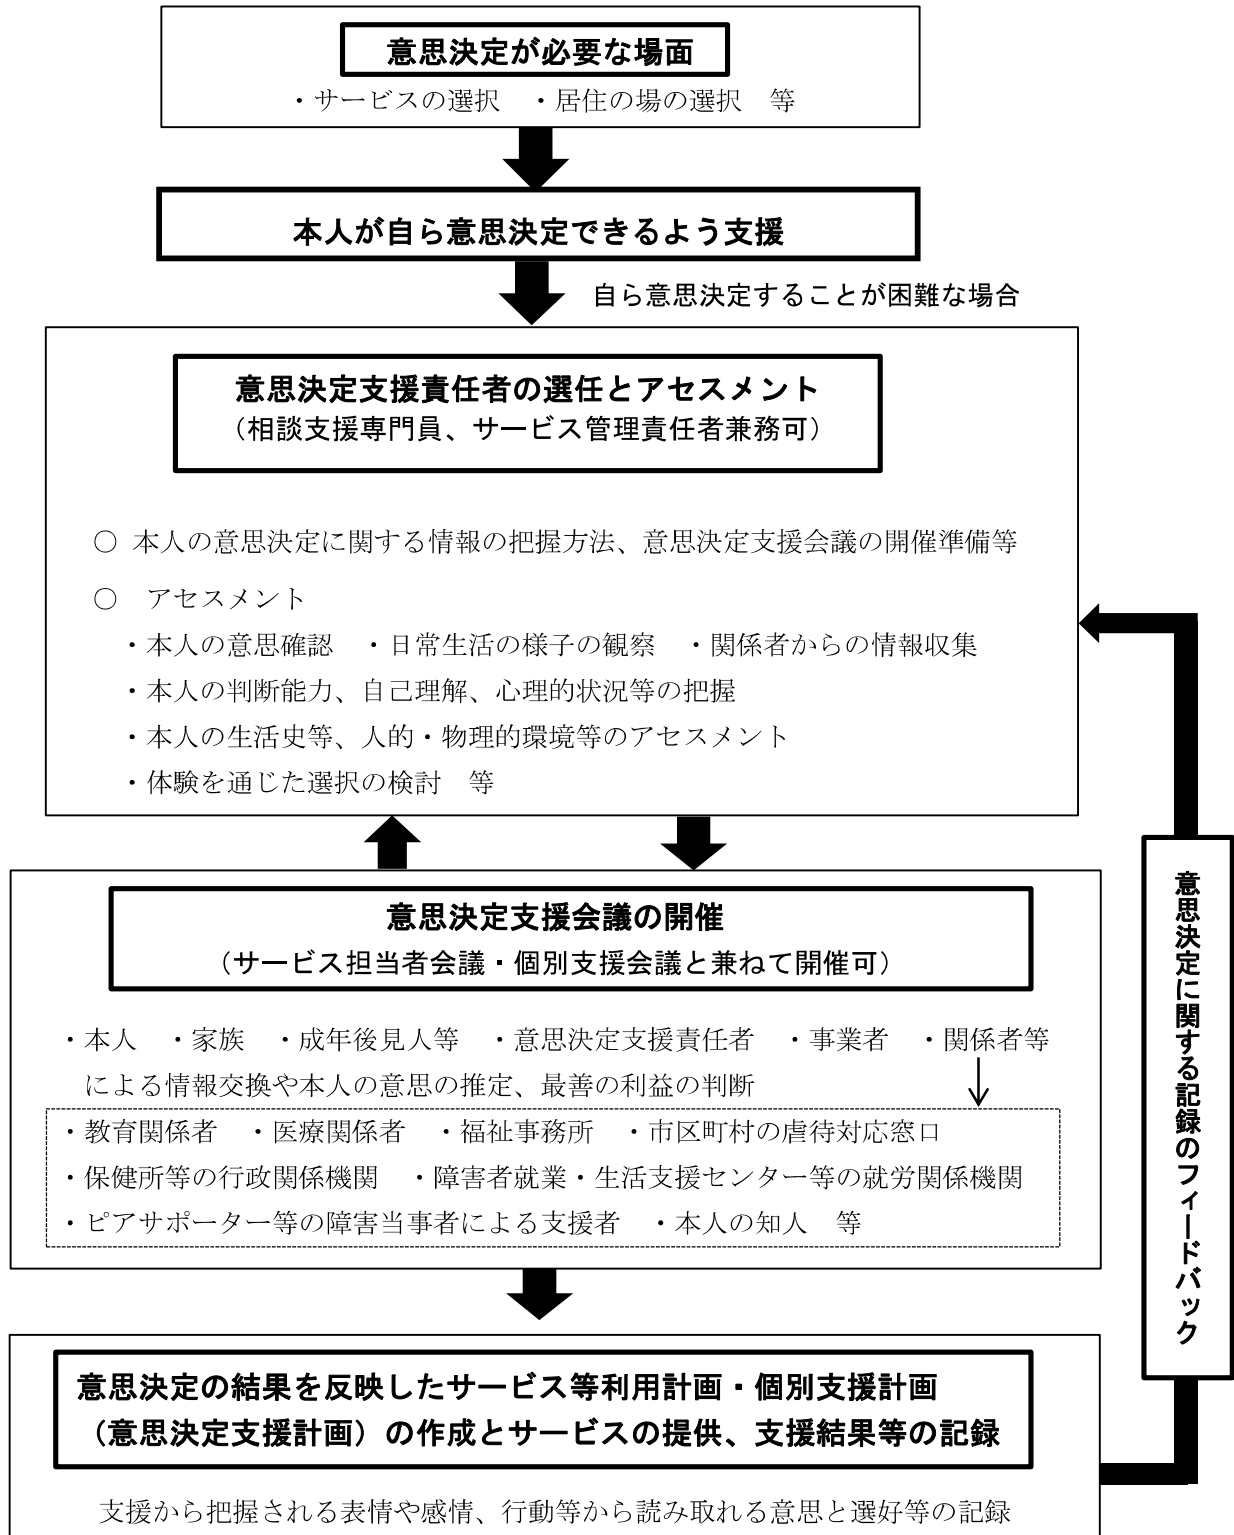 意思決定が必要な場面
・サービスの選択　・居住の場の選択　等
本人が自ら意思決定できるよう支援
自ら意思決定することが困難な場合
意思決定支援責任者の選任とアセスメント
（相談支援専門員、サービス管理責任者兼務可）
○ 本人の意思決定に関する情報の把握方法、意思決定支援会議の開催準備等
○　アセスメント
・本人の意思確認　・日常生活の様子の観察　・関係者からの情報収集
・本人の判断能力、自己理解、心理的状況等の把握
・本人の生活史等、人的・物理的環境等のアセスメント
・体験を通じた選択の検討　等
意思決定支援会議の開催
（サービス担当者会議・個別支援会議と兼ねて開催可）
・本人　・家族　・成年後見人等　・意思決定支援責任者　・事業者　・関係者等
による情報交換や本人の意思の推定、最善の利益の判断
・教育関係者　・医療関係者　・福祉事務所　・市区町村の虐待対応窓口
・保健所等の行政関係機関　・障害者就業・生活支援センター等の就労関係機関
・ピアサポーター等の障害当事者による支援者　・本人の知人　等
意思決定の結果を反映したサービス等利用計画・個別支援計画
（意思決定支援計画）の作成とサービスの提供、支援結果等の記録
支援から把握される表情や感情、行動等から読み取れる意思と選好等の記録
意思決定に関する記録のフィードバック